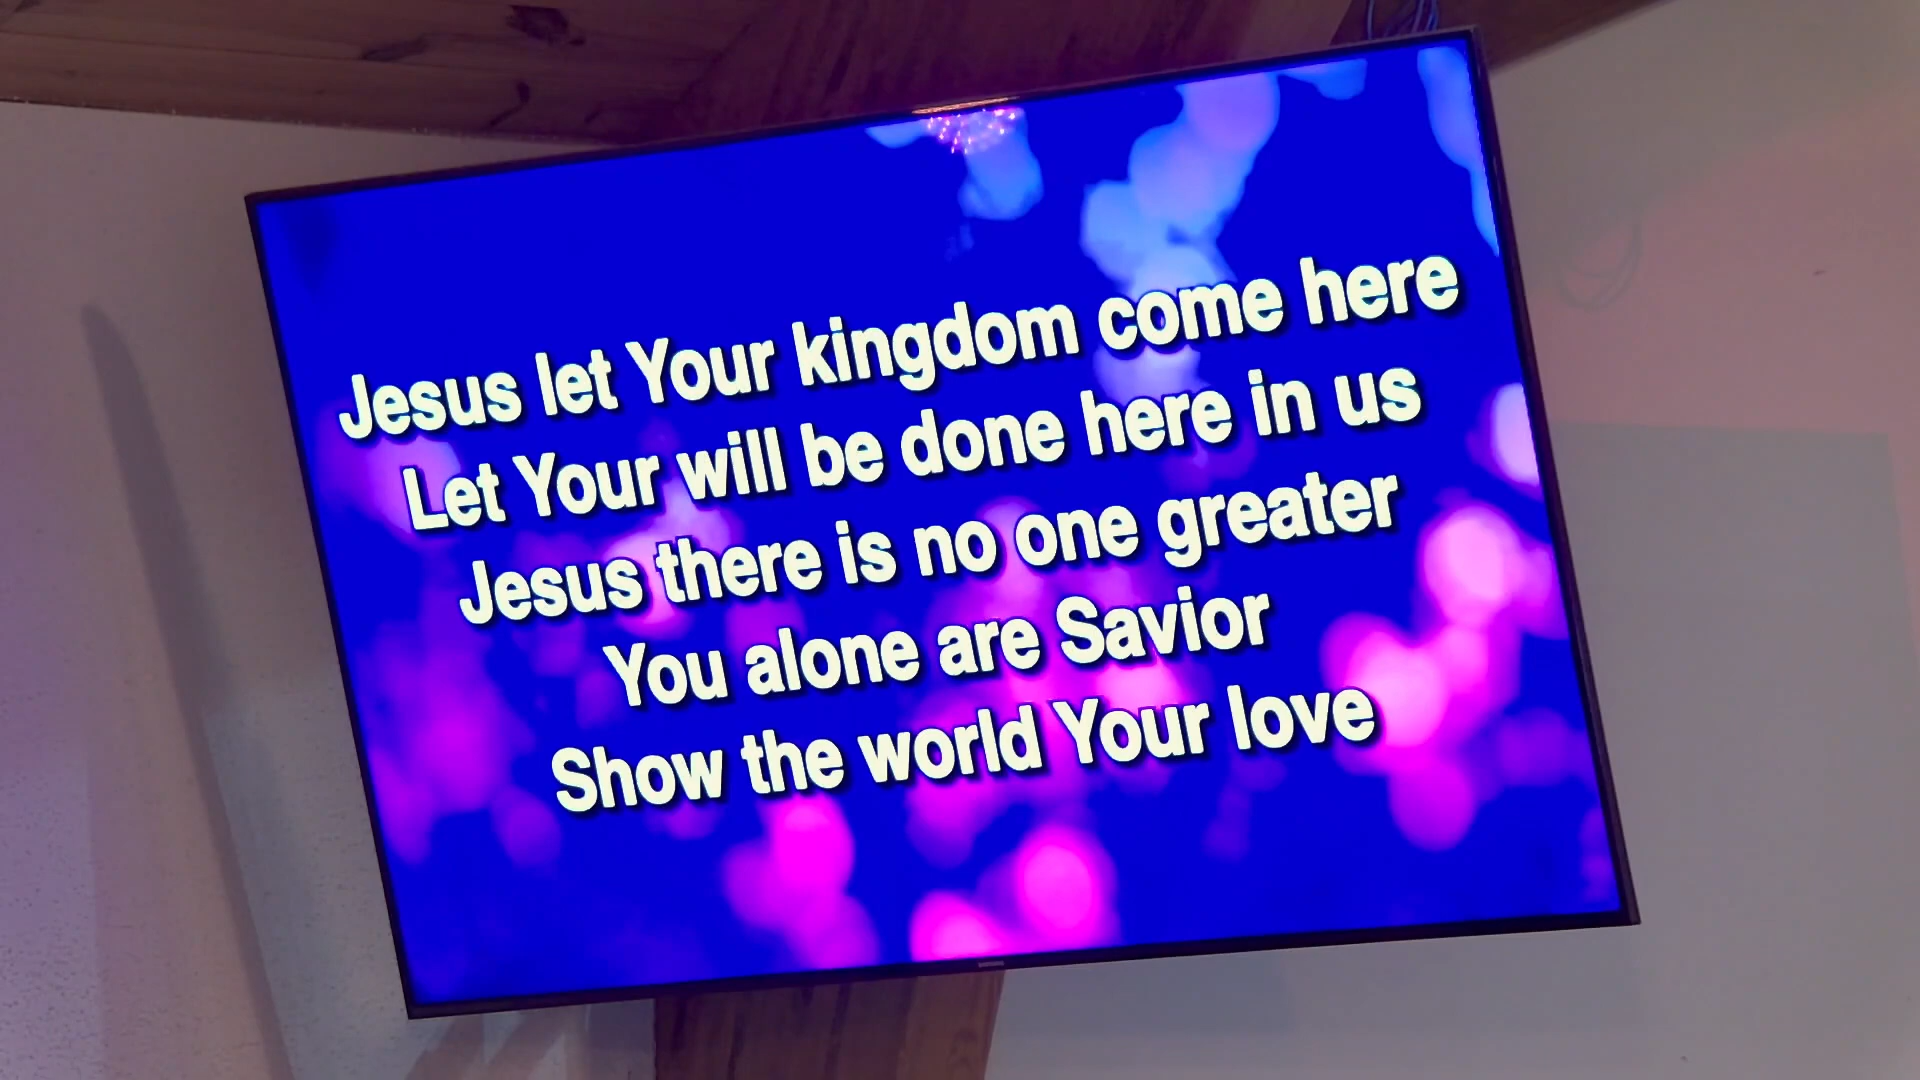 Jesus let Your kingdom come here
Let Your will be done here in us
Jesus there is no one greater
You alone are Savior
Show the world Your love